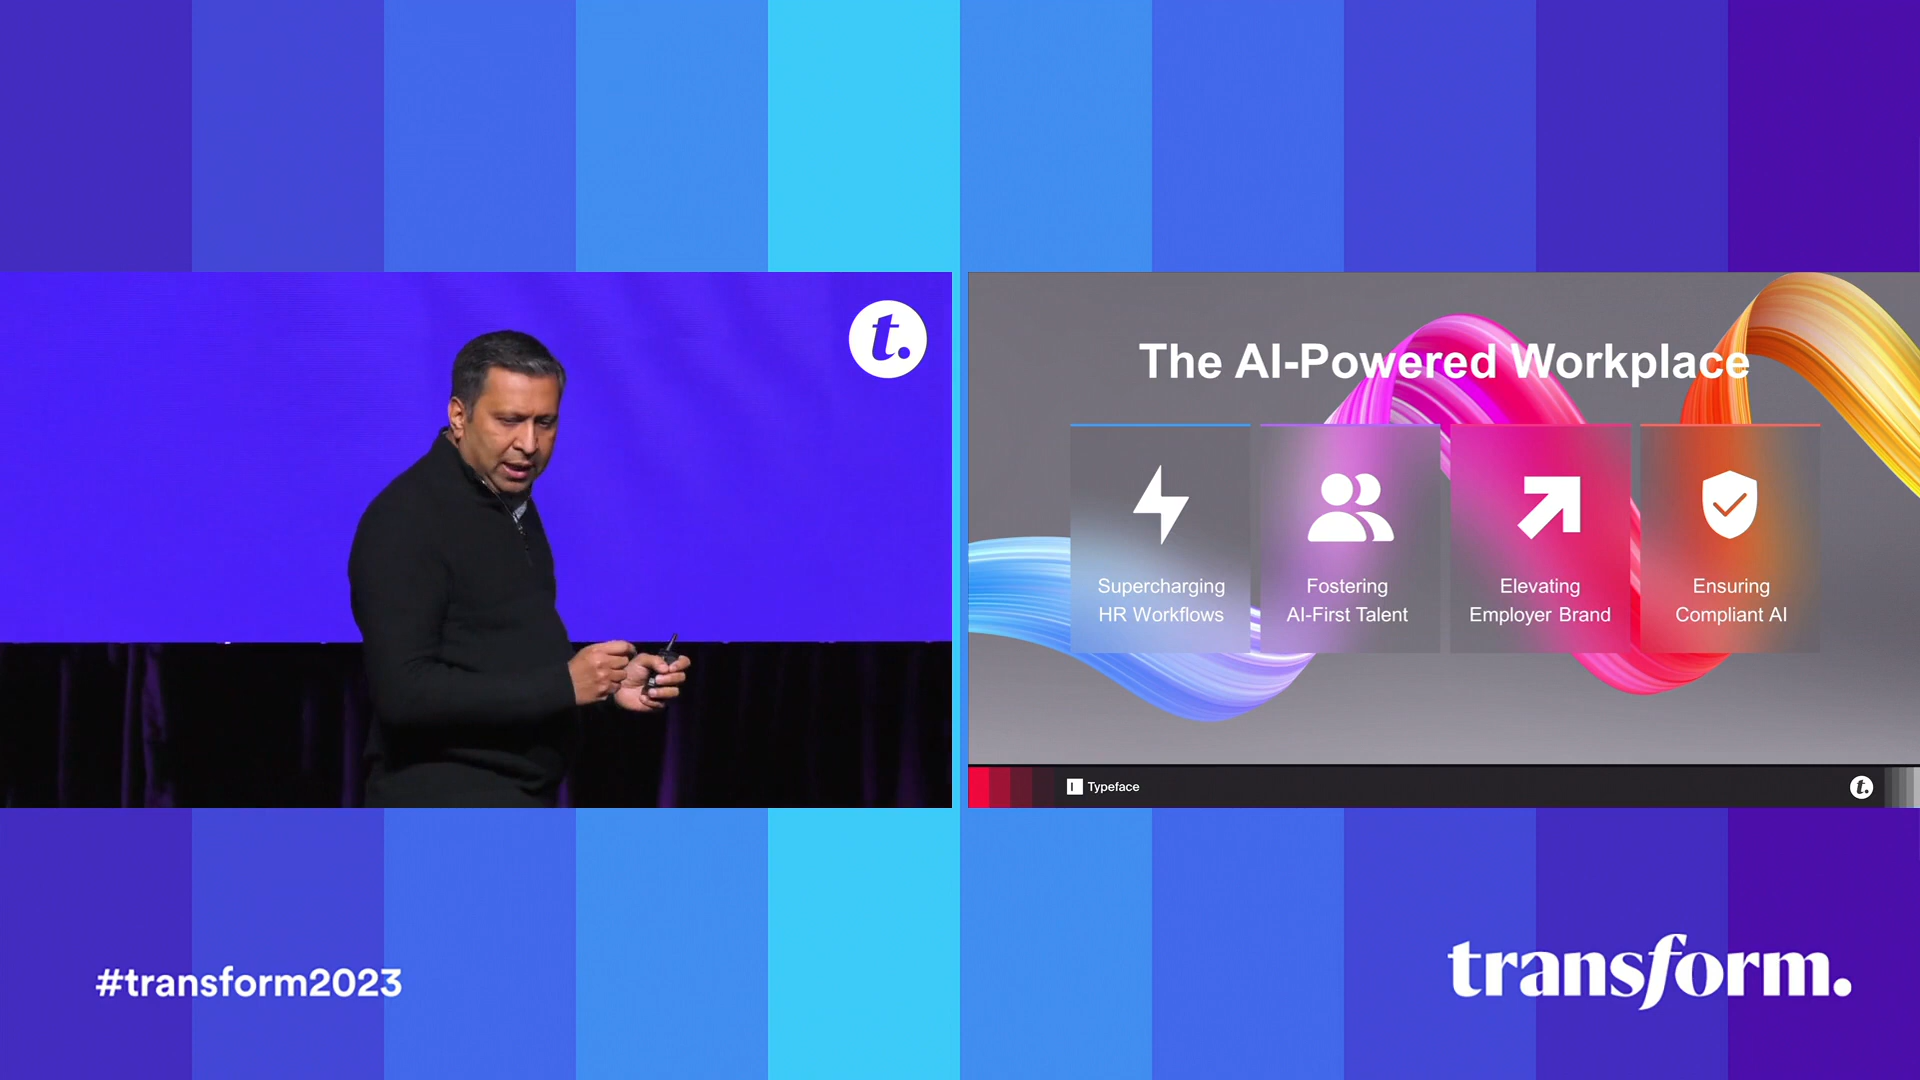 t.
The AI-Powered Workplace
Supercharging
HR Workflows
Fostering
AI-First Talent
Elevating
Employer Brand
Ensuring
Compliant AI
Typeface
t.
#transform2023
transform.